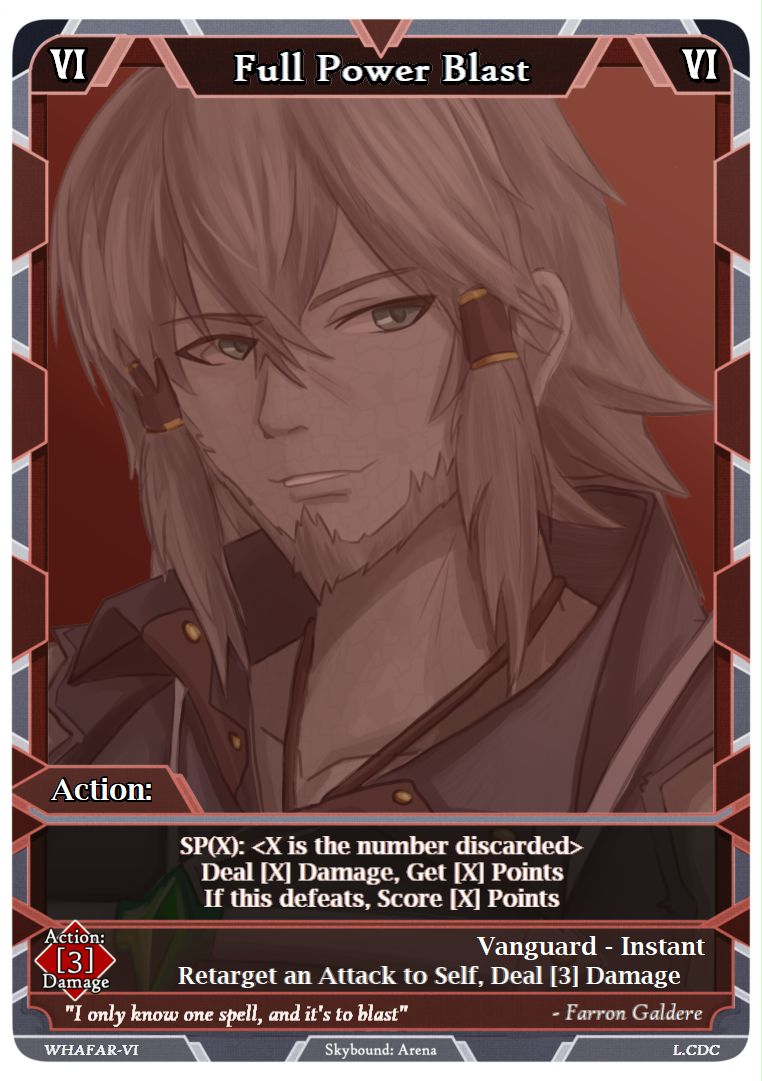 VI Full Power Blast VI
Action:
SP(X): <X is the number discarded>
Deal [X] Damage, Get [X] Points
If this defeats, Score [X] Points
Action:
[3]
Damage
Vanguard - Instant
Retarget an Attack to Self, Deal [3] Damage
"I only know one spell, and it's to blast" - Farron Galdere
WHAFAR-VI Skybound: Arena L.CDC